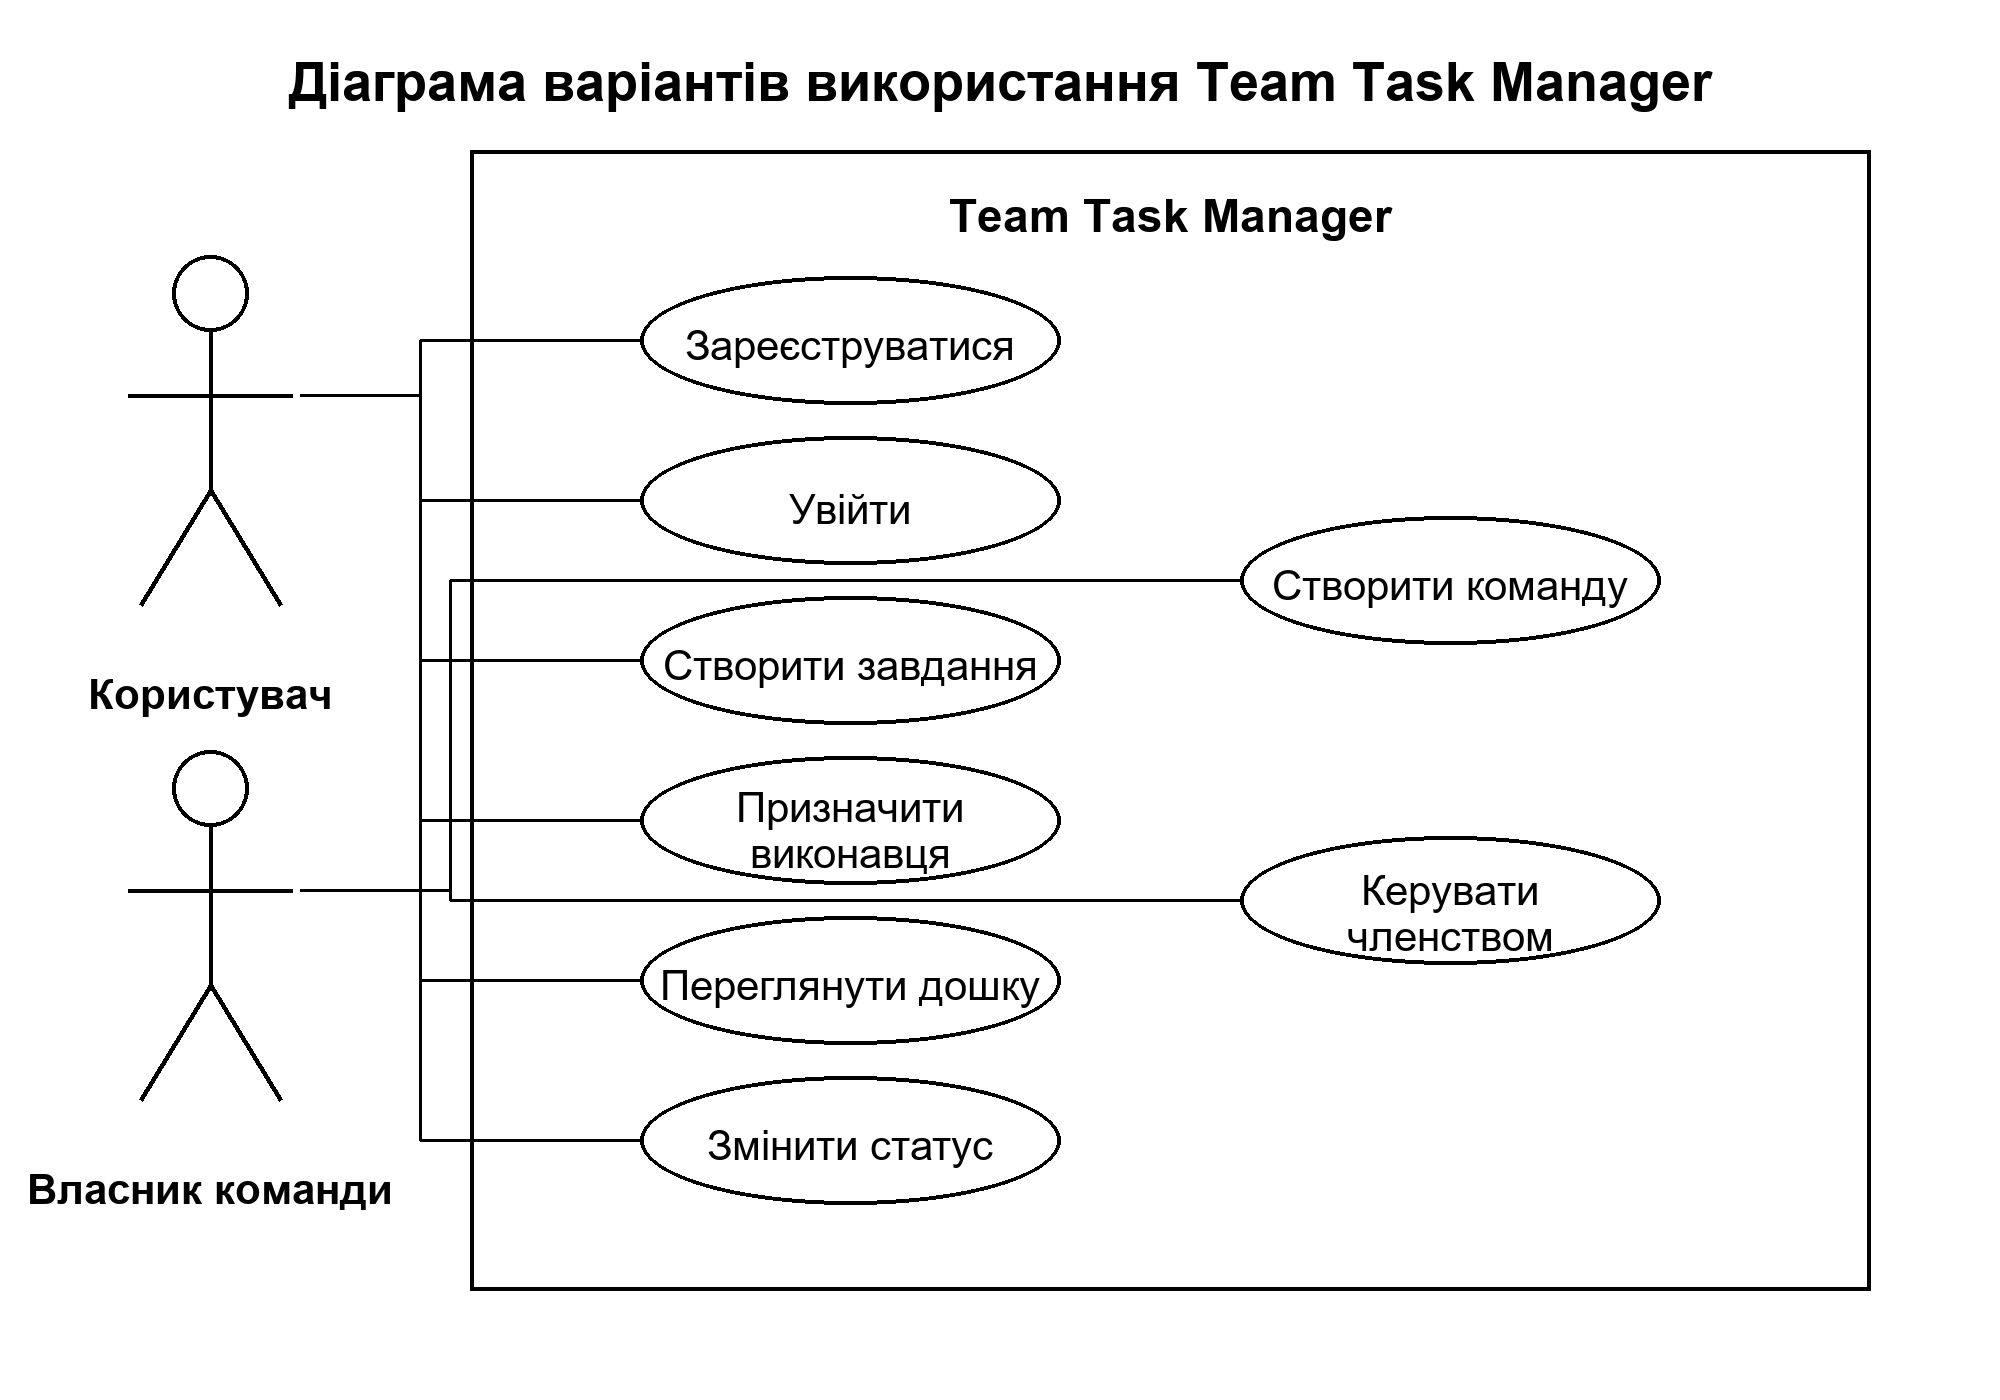 Діаграма варіантів використання Team Task Manager
Team Task Manager
Зареєструватися
Увійти
Створити команду
Створити завдання
Користувач
Призначити
виконавця
Керувати
членством
Переглянути дошку
Змінити статус
Власник команди